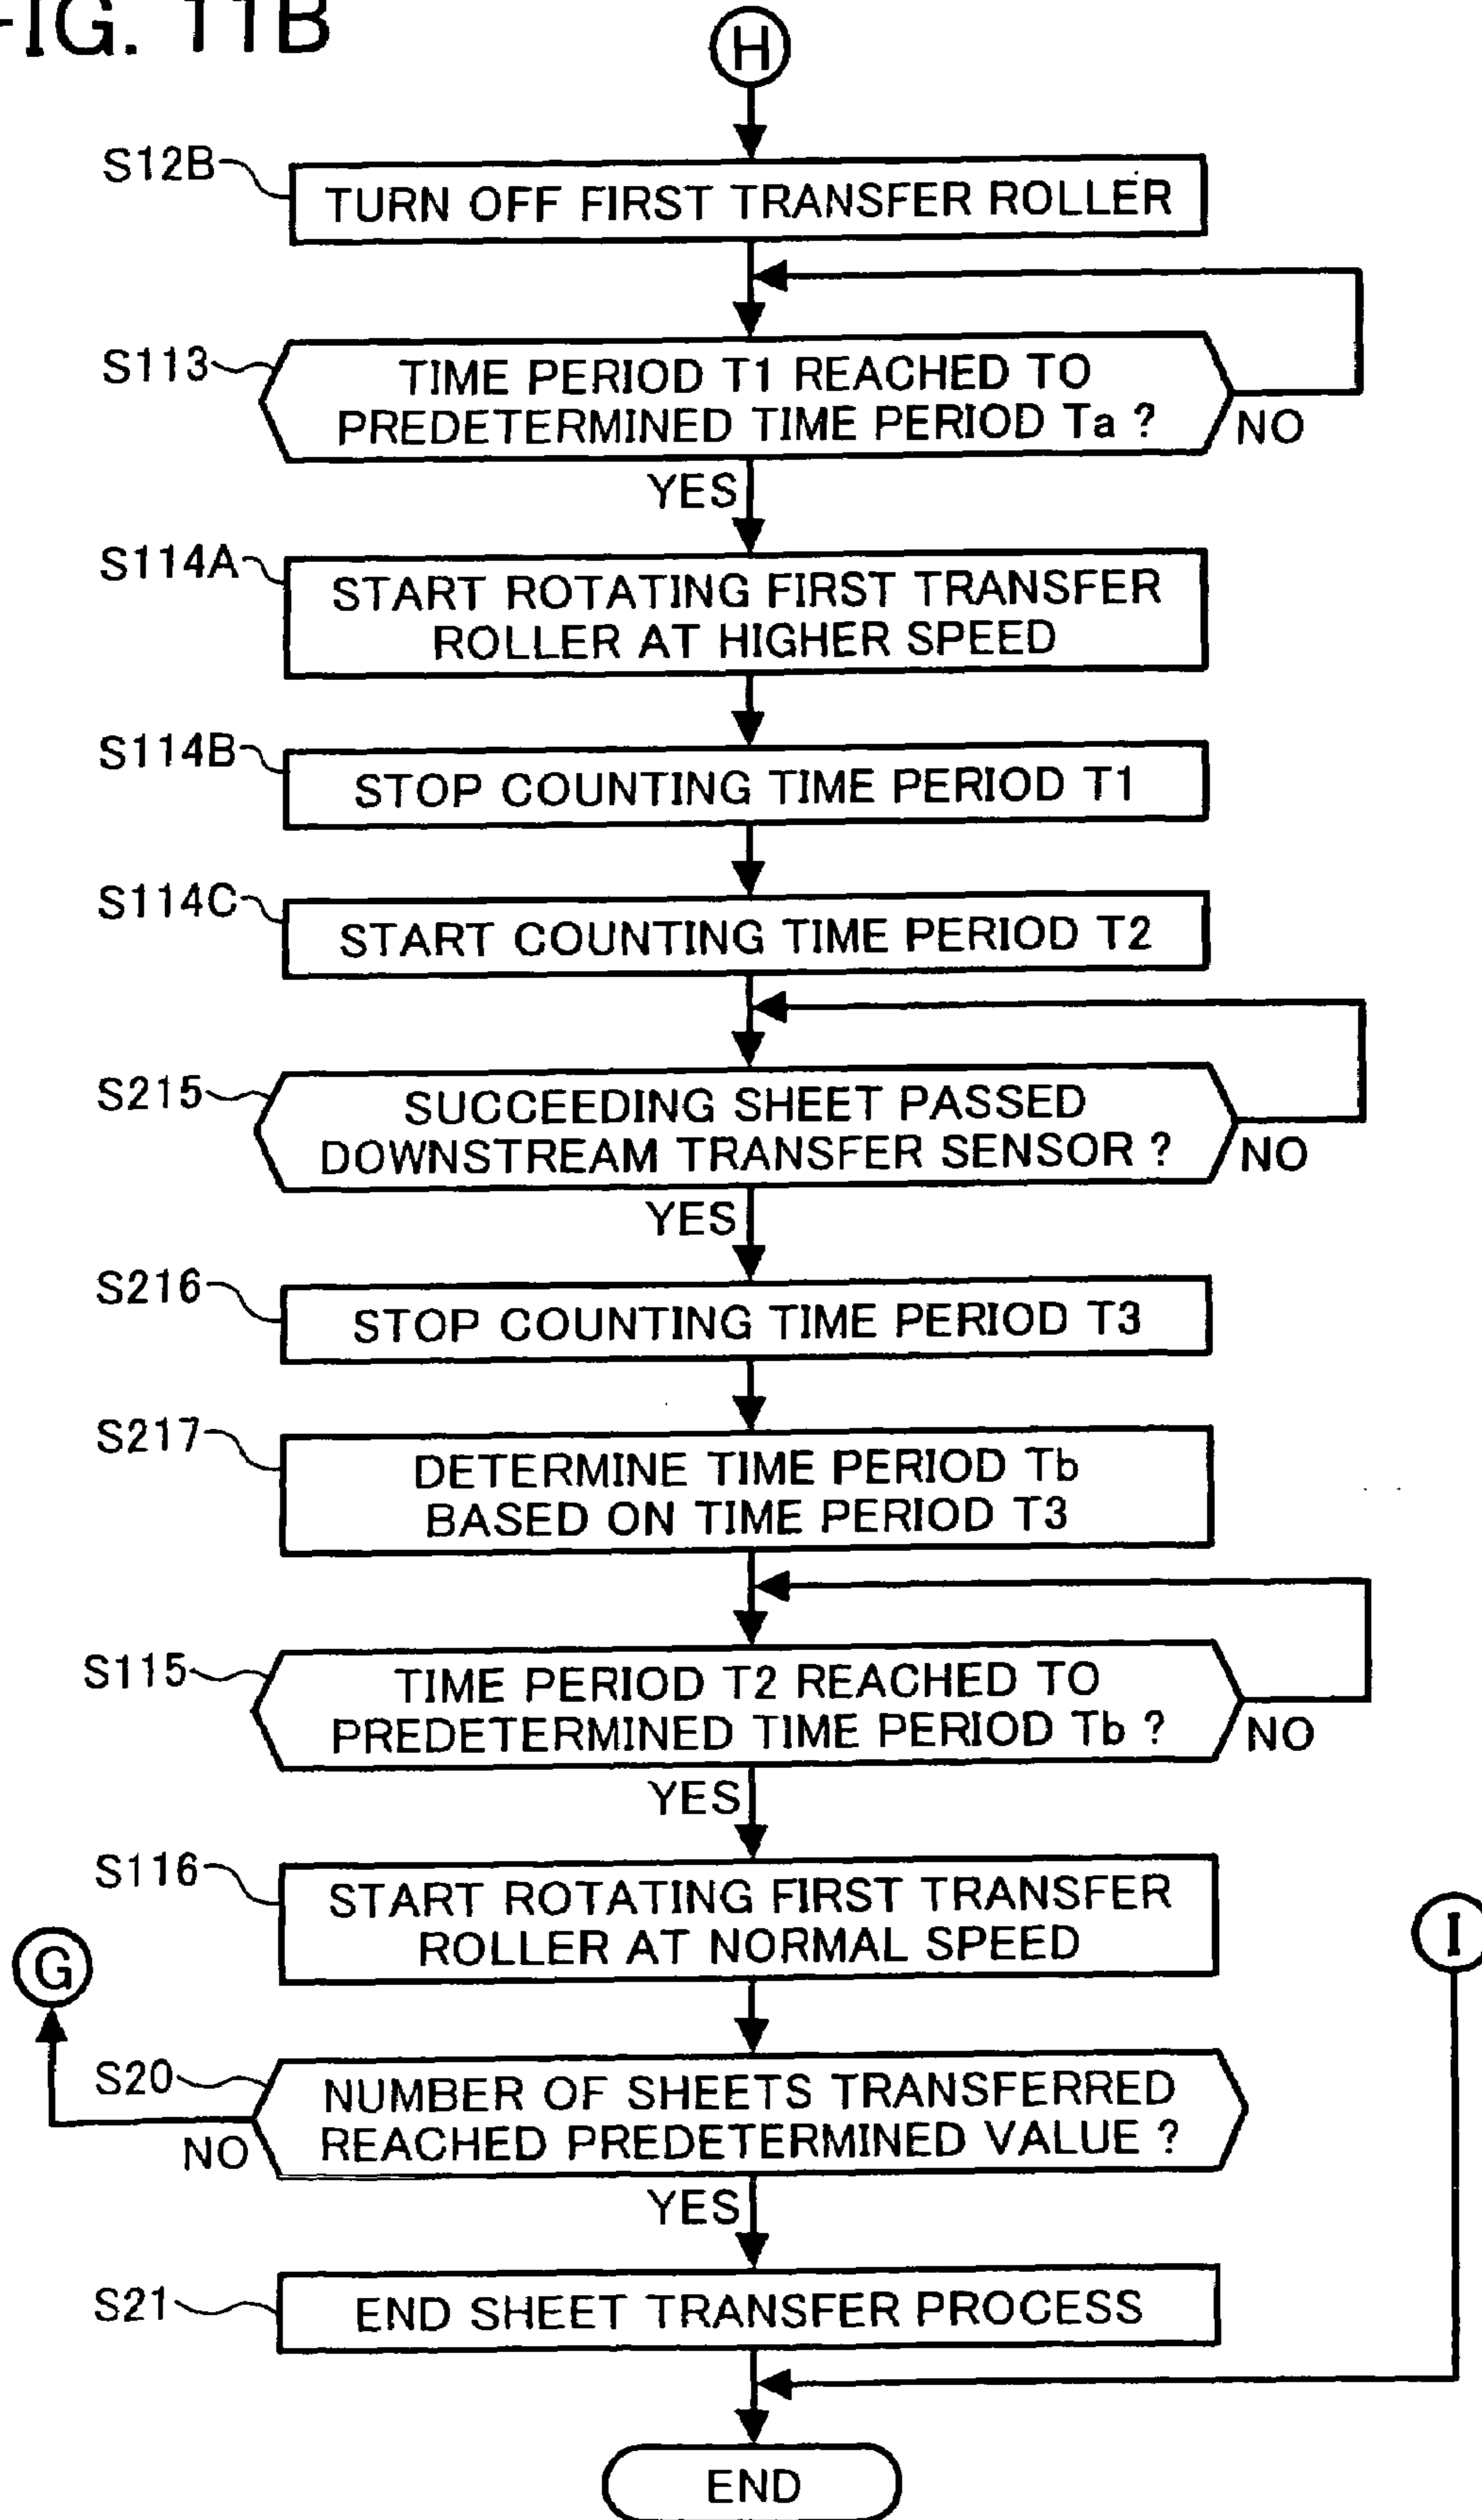 FIG. 11B
H
S12B
TURN OFF FIRST TRANSFER ROLLER
S113
TIME PERIOD T1 REACHED TO
PREDETERMINED TIME PERIOD Ta ?
NO
YES
S114A
START ROTATING FIRST TRANSFER
ROLLER AT HIGHER SPEED
S114B
STOP COUNTING TIME PERIOD T1
S114C
START COUNTING TIME PERIOD T2
S215
SUCCEEDING SHEET PASSED
DOWNSTREAM TRANSFER SENSOR ?
NO
YES
S216
STOP COUNTING TIME PERIOD T3
S217
DETERMINE TIME PERIOD Tb
BASED ON TIME PERIOD T3
S115
TIME PERIOD T2 REACHED TO
PREDETERMINED TIME PERIOD Tb ?
NO
YES
S116
START ROTATING FIRST TRANSFER
ROLLER AT NORMAL SPEED
G
I
S20
NUMBER OF SHEETS TRANSFERRED
REACHED PREDETERMINED VALUE ?
NO
YES
S21
END SHEET TRANSFER PROCESS
END